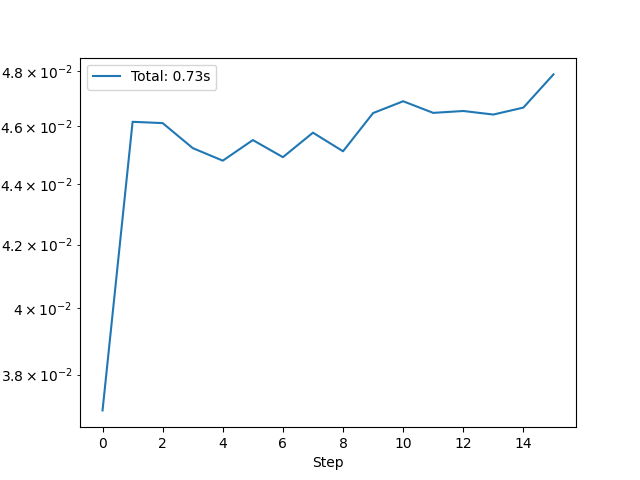 Total: 0.73s
4.8 × 10⁻²
4.6 × 10⁻²
4.4 × 10⁻²
4.2 × 10⁻²
4 × 10⁻²
3.8 × 10⁻²
0 2 4 6 8 10 12 14
Step